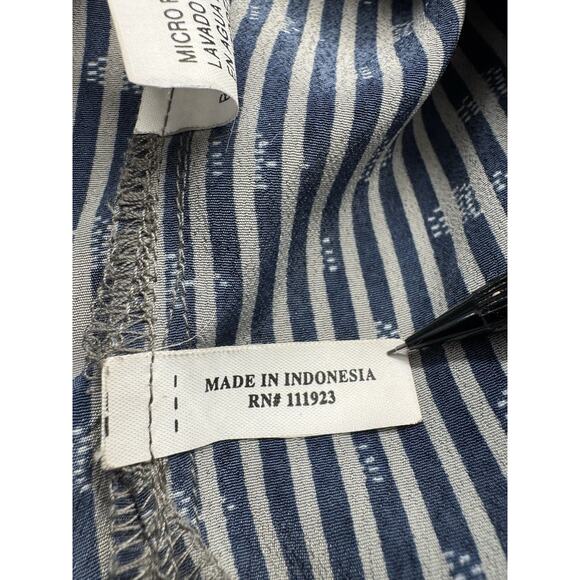 MICRO
LAVADO
EN AGUA
MADE IN INDONESIA
RN# 111923